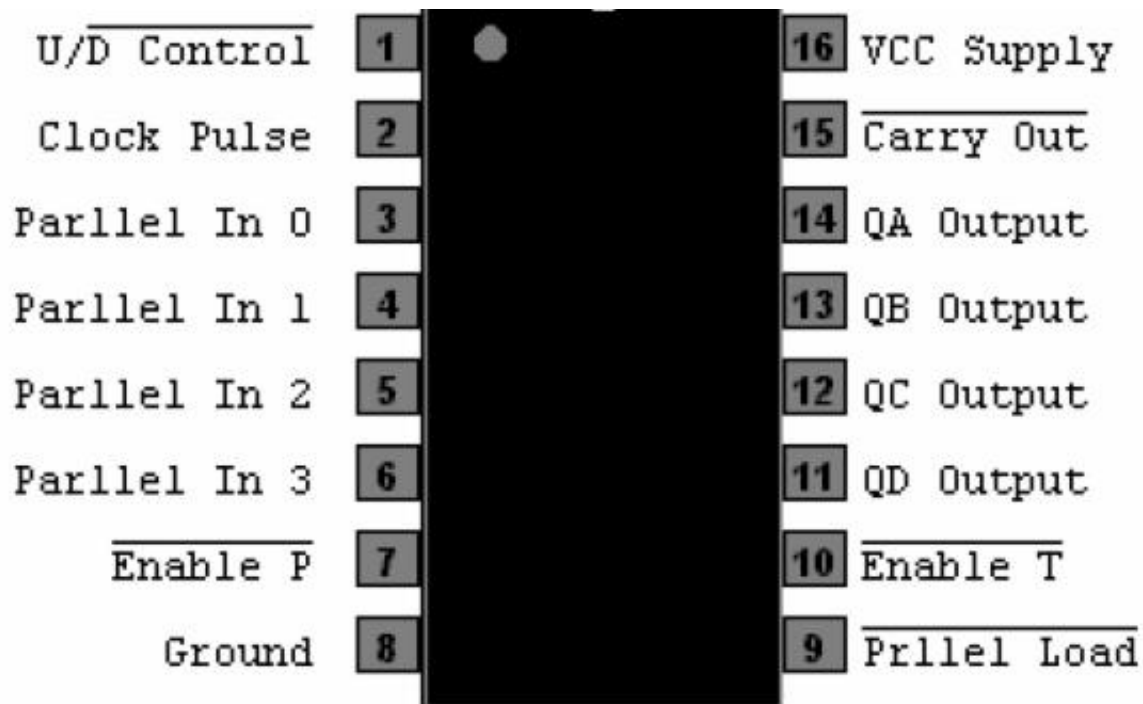 U/D Control 1 16 VCC Supply
Clock Pulse 2 15 Carry Out
Parllel In 0 3 14 QA Output
Parllel In 1 4 13 QB Output
Parllel In 2 5 12 QC Output
Parllel In 3 6 11 QD Output
Enable P 7 10 Enable T
Ground 8 9 Prllel Load